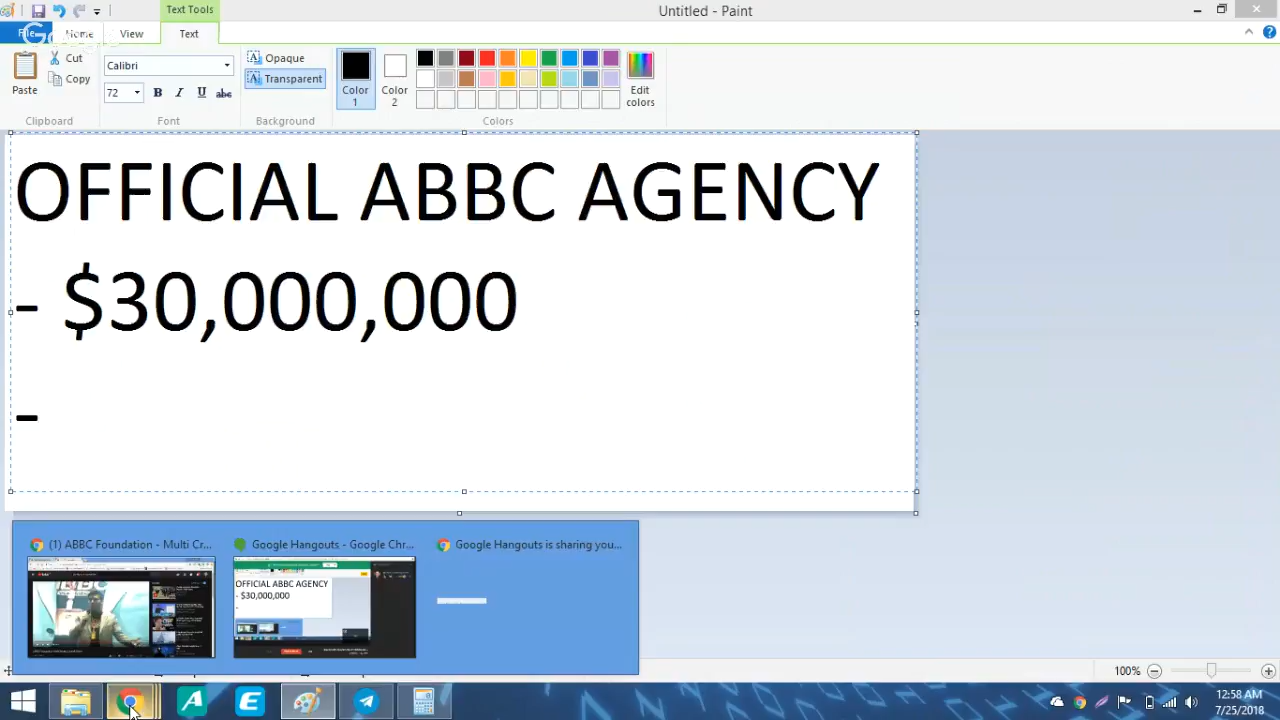 Text Tools
Untitled - Paint
Google
File
Home
View
Text
Paste
Cut
Copy
Clipboard
Calibri
72
B I U abc
Font
Opaque
Transparent
Background
Color 1
Color 2
Edit colors
Colors
OFFICIAL ABBC AGENCY
- $30,000,000
-
(1) ABBC Foundation - Multi Cr...
Google Hangouts - Google Chr...
Google Hangouts is sharing you...
OFFICIAL ABBC AGENCY
- $30,000,000
100%
12:58 AM
7/25/2018